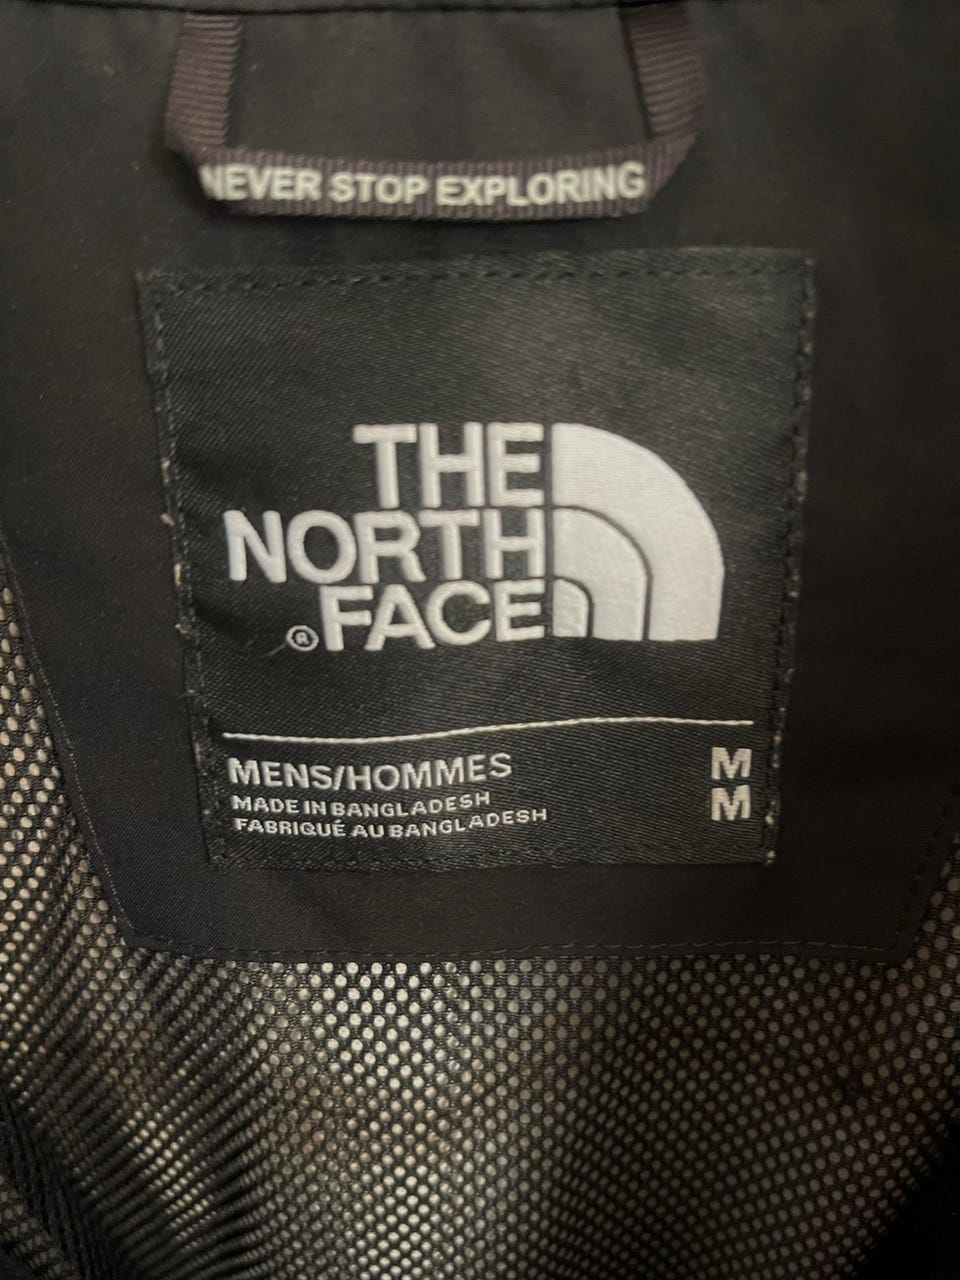 NEVER STOP EXPLORING
THE
NORTH
FACE
®
MENS/HOMMES M
MADE IN BANGLADESH M
FABRIQUÉ AU BANGLADESH